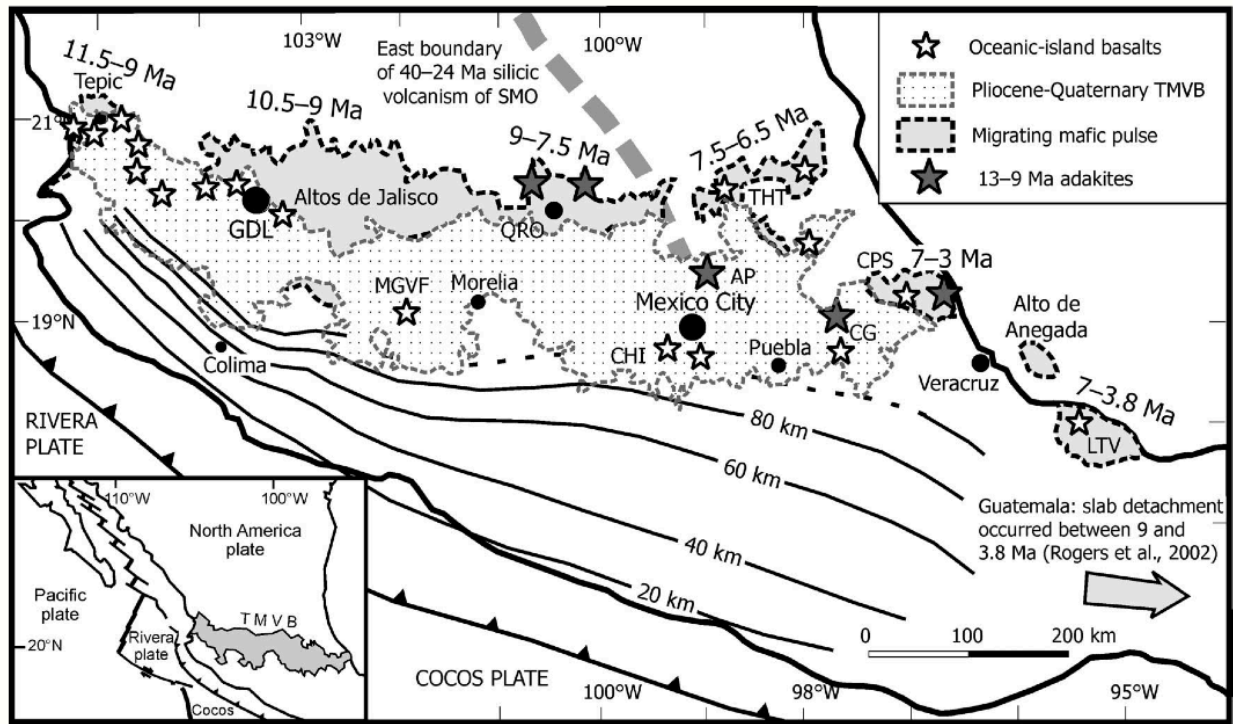 103°W
100°W
East boundary
of 40–24 Ma silicic
volcanism of SMO
Oceanic-island basalts
Pliocene-Quaternary TMVB
Migrating mafic pulse
13–9 Ma adakites
11.5–9 Ma
Tepic
10.5–9 Ma
9–7.5 Ma
7.5–6.5 Ma
21°N
THT
Altos de Jalisco
GDL
QRO
CPS
7–3 Ma
AP
MGVF
Morelia
Mexico City
Alto de
Anegada
19°N
CG
CHI
Puebla
Colima
Veracruz
7–3.8 Ma
RIVERA
PLATE
80 km
LTV
60 km
110°W
100°W
North America
plate
Guatemala: slab detachment
occurred between 9 and
3.8 Ma (Rogers et al., 2002)
40 km
Pacific
plate
20 km
TMVB
Rivera
plate
20°N
0 100 200 km
COCOS PLATE
Cocos
100°W
98°W
95°W